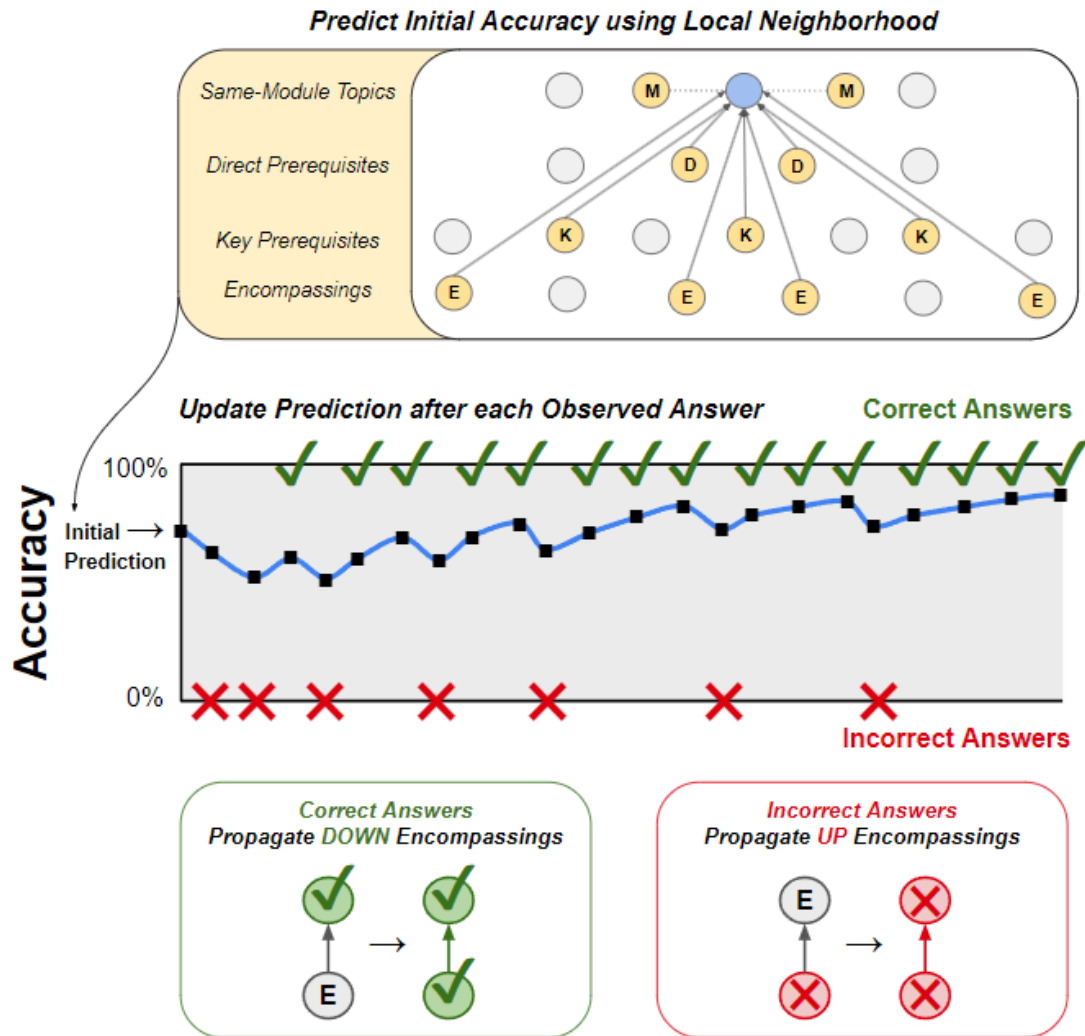 Predict Initial Accuracy using Local Neighborhood
Same-Module Topics
M
M
Direct Prerequisites
D
D
Key Prerequisites
K
K
K
Encompassings
E
E
E
E
Update Prediction after each Observed Answer
Correct Answers
100%
Accuracy
Initial →
Prediction
0%
Incorrect Answers
Correct Answers
Propagate DOWN Encompassings
→
E
Incorrect Answers
Propagate UP Encompassings
E
→